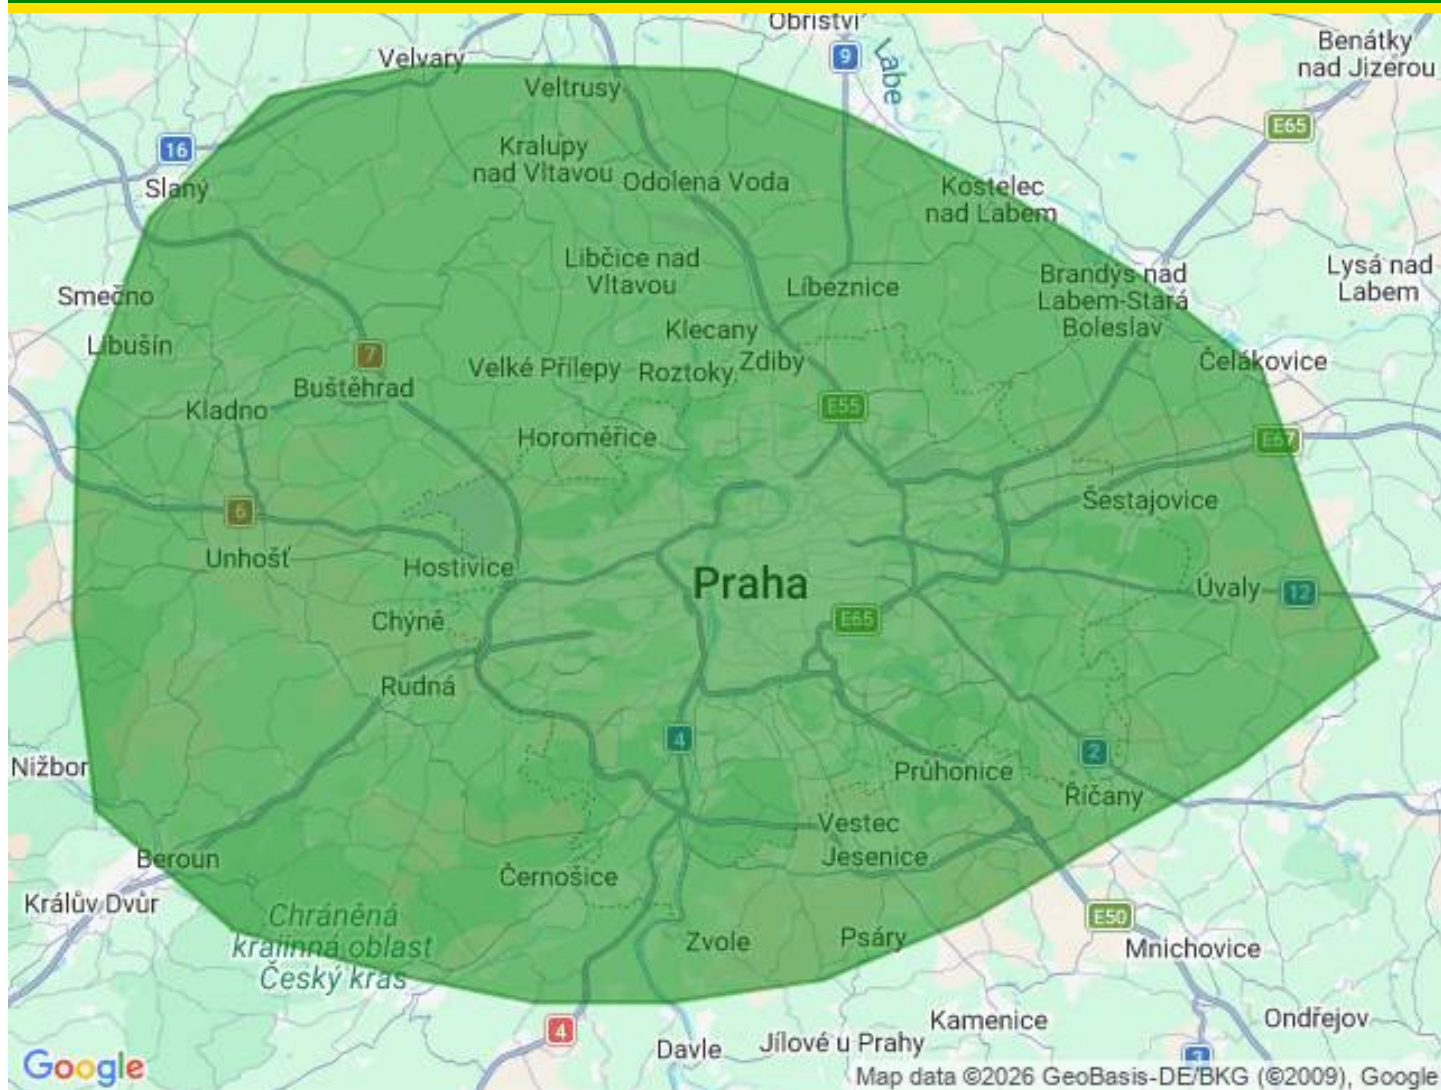 Obříství
Velvary
9
Labe
Benátky
nad Jizerou
Veltrusy
E65
16
Kralupy
nad Vltavou
Odolena Voda
Slaný
Kostelec
nad Labem
Libčice nad
Vltavou
Líbeznice
Brandýs nad
Labem-Stará
Boleslav
Lysá nad
Labem
Smečno
Libušín
Klecany
7
Velké Přílepy
Roztoky
Zdiby
Čelákovice
Buštěhrad
Kladno
E55
Horoměřice
E67
Šestajovice
6
Unhošť
Hostivice
Praha
Úvaly
12
Chýně
E65
Rudná
4
2
Nižbor
Průhonice
Říčany
Vestec
Beroun
Jesenice
Černošice
Králův Dvůr
Chráněná
krajinná oblast
Český kras
E50
Zvole
Psáry
Mnichovice
4
Kamenice
Ondřejov
Davle
Jílové u Prahy
3
Google
Map data ©2026 GeoBasis-DE/BKG (©2009), Google